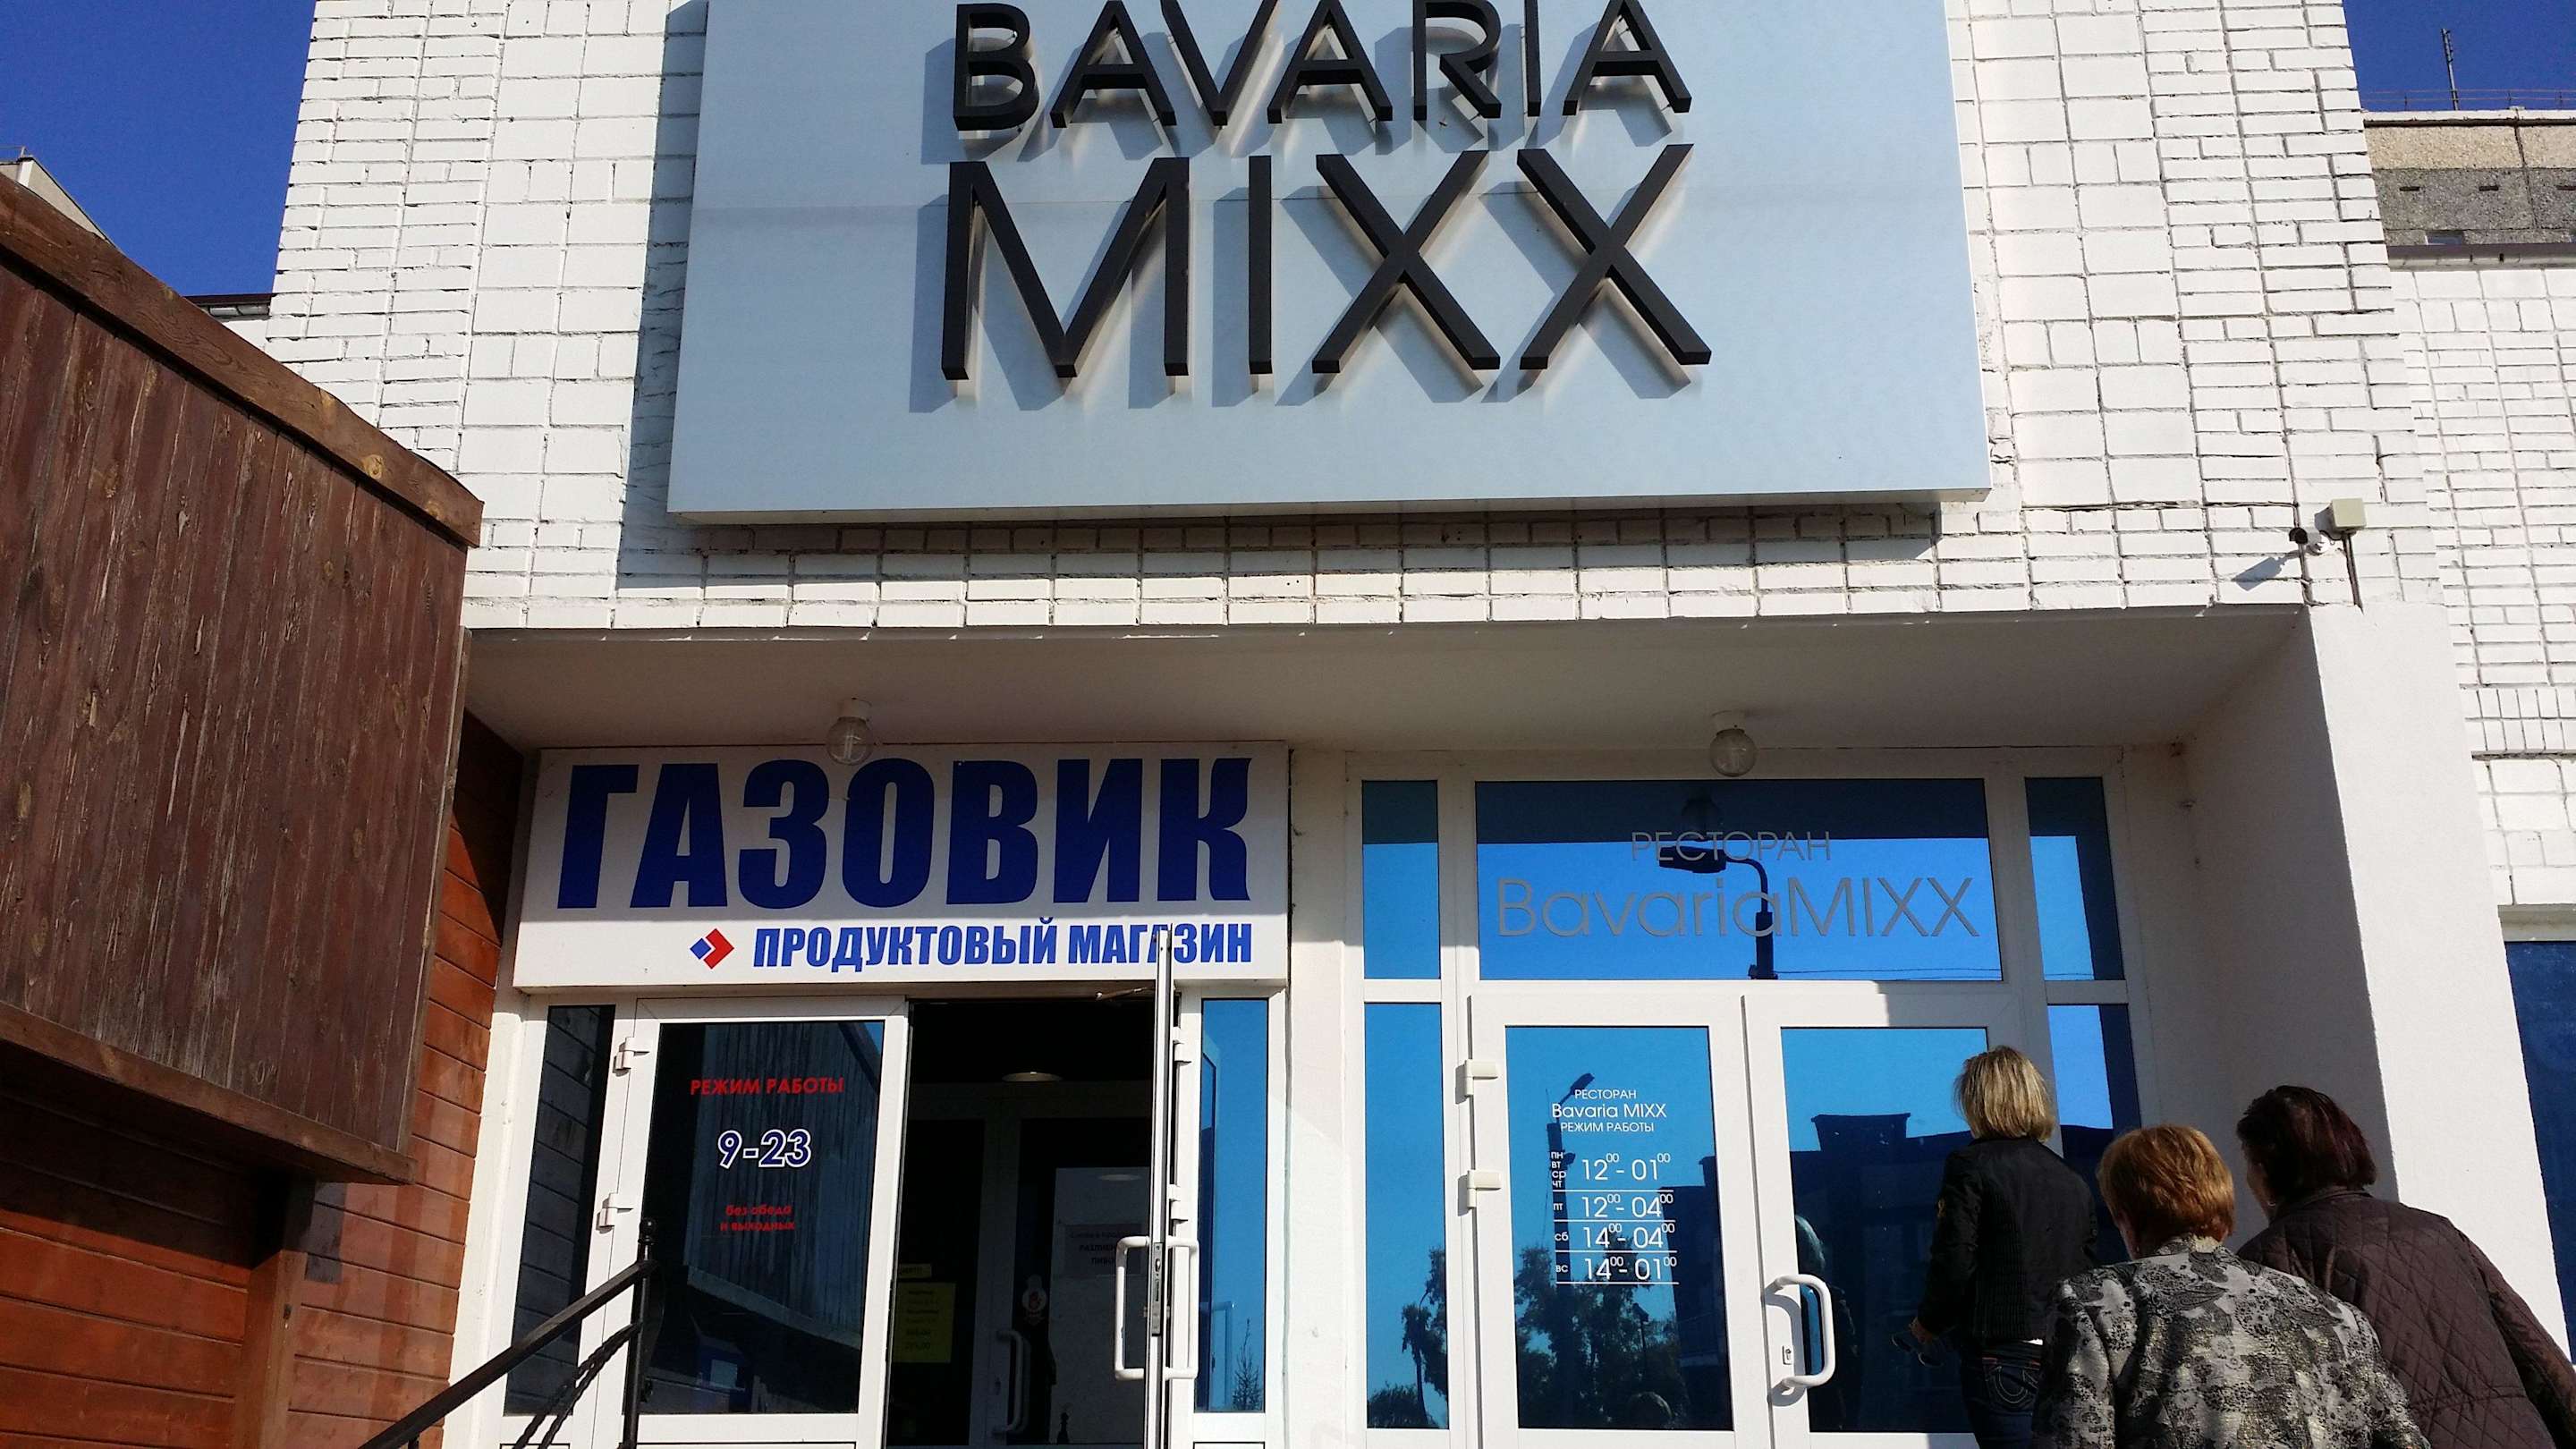 BAVARIA
MIXX
ГАЗОВИК
ПРОДУКТОВЫЙ МАГАЗИН
РЕЖИМ РАБОТЫ
9-23
без обеда
и выходных
РЕСТОРАН
BavariaMIXX
РЕСТОРАН
Bavaria MIXX
РЕЖИМ РАБОТЫ
пн
вт
ср
чт
12⁰⁰-01⁰⁰
пт 12⁰⁰-04⁰⁰
сб 14⁰⁰-04⁰⁰
вс 14⁰⁰-01⁰⁰